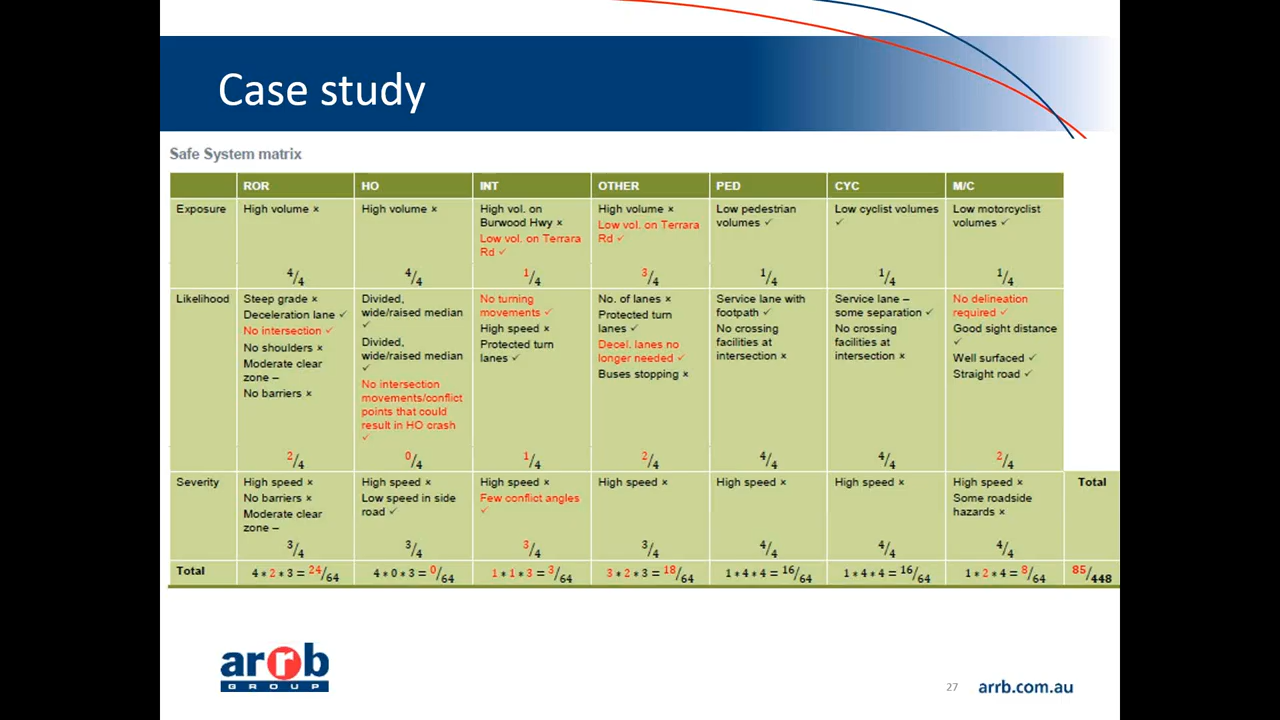 Case study
Safe System matrix
ROR HO INT OTHER PED CYC M/C
Exposure
High volume ×
4/4
High volume ×
4/4
High vol. on
Burwood Hwy ×
Low vol. on Terrara
Rd ✓
1/4
High volume ×
Low vol. on Terrara
Rd ✓
3/4
Low pedestrian
volumes ✓
1/4
Low cyclist volumes
✓
1/4
Low motorcyclist
volumes ✓
1/4
Likelihood
Steep grade ×
Deceleration lane ✓
No intersection ✓
No shoulders ×
Moderate clear
zone –
No barriers ×
2/4
Divided,
wide/raised median
✓
Divided,
wide/raised median
✓
No intersection
movements/conflict
points that could
result in HO crash
✓
0/4
No turning
movements ✓
High speed ×
Protected turn
lanes ✓
1/4
No. of lanes ×
Protected turn
lanes ✓
Decel. lanes no
longer needed ✓
Buses stopping ×
2/4
Service lane with
footpath ✓
No crossing
facilities at
intersection ×
4/4
Service lane –
some separation ✓
No crossing
facilities at
intersection ×
4/4
No delineation
required ✓
Good sight distance
✓
Well surfaced ✓
Straight road ✓
2/4
Severity
High speed ×
No barriers ×
Moderate clear
zone –
3/4
High speed ×
Low speed in side
road ✓
3/4
High speed ×
Few conflict angles
✓
3/4
High speed ×
3/4
High speed ×
4/4
High speed ×
4/4
High speed ×
Some roadside
hazards ×
4/4
Total
Total
4 * 2 * 3 = 24/64
4 * 0 * 3 = 0/64
1 * 1 * 3 = 3/64
3 * 2 * 3 = 18/64
1 * 4 * 4 = 16/64
1 * 4 * 4 = 16/64
1 * 2 * 4 = 8/64
85/448
arrb
GROUP
27
arrb.com.au